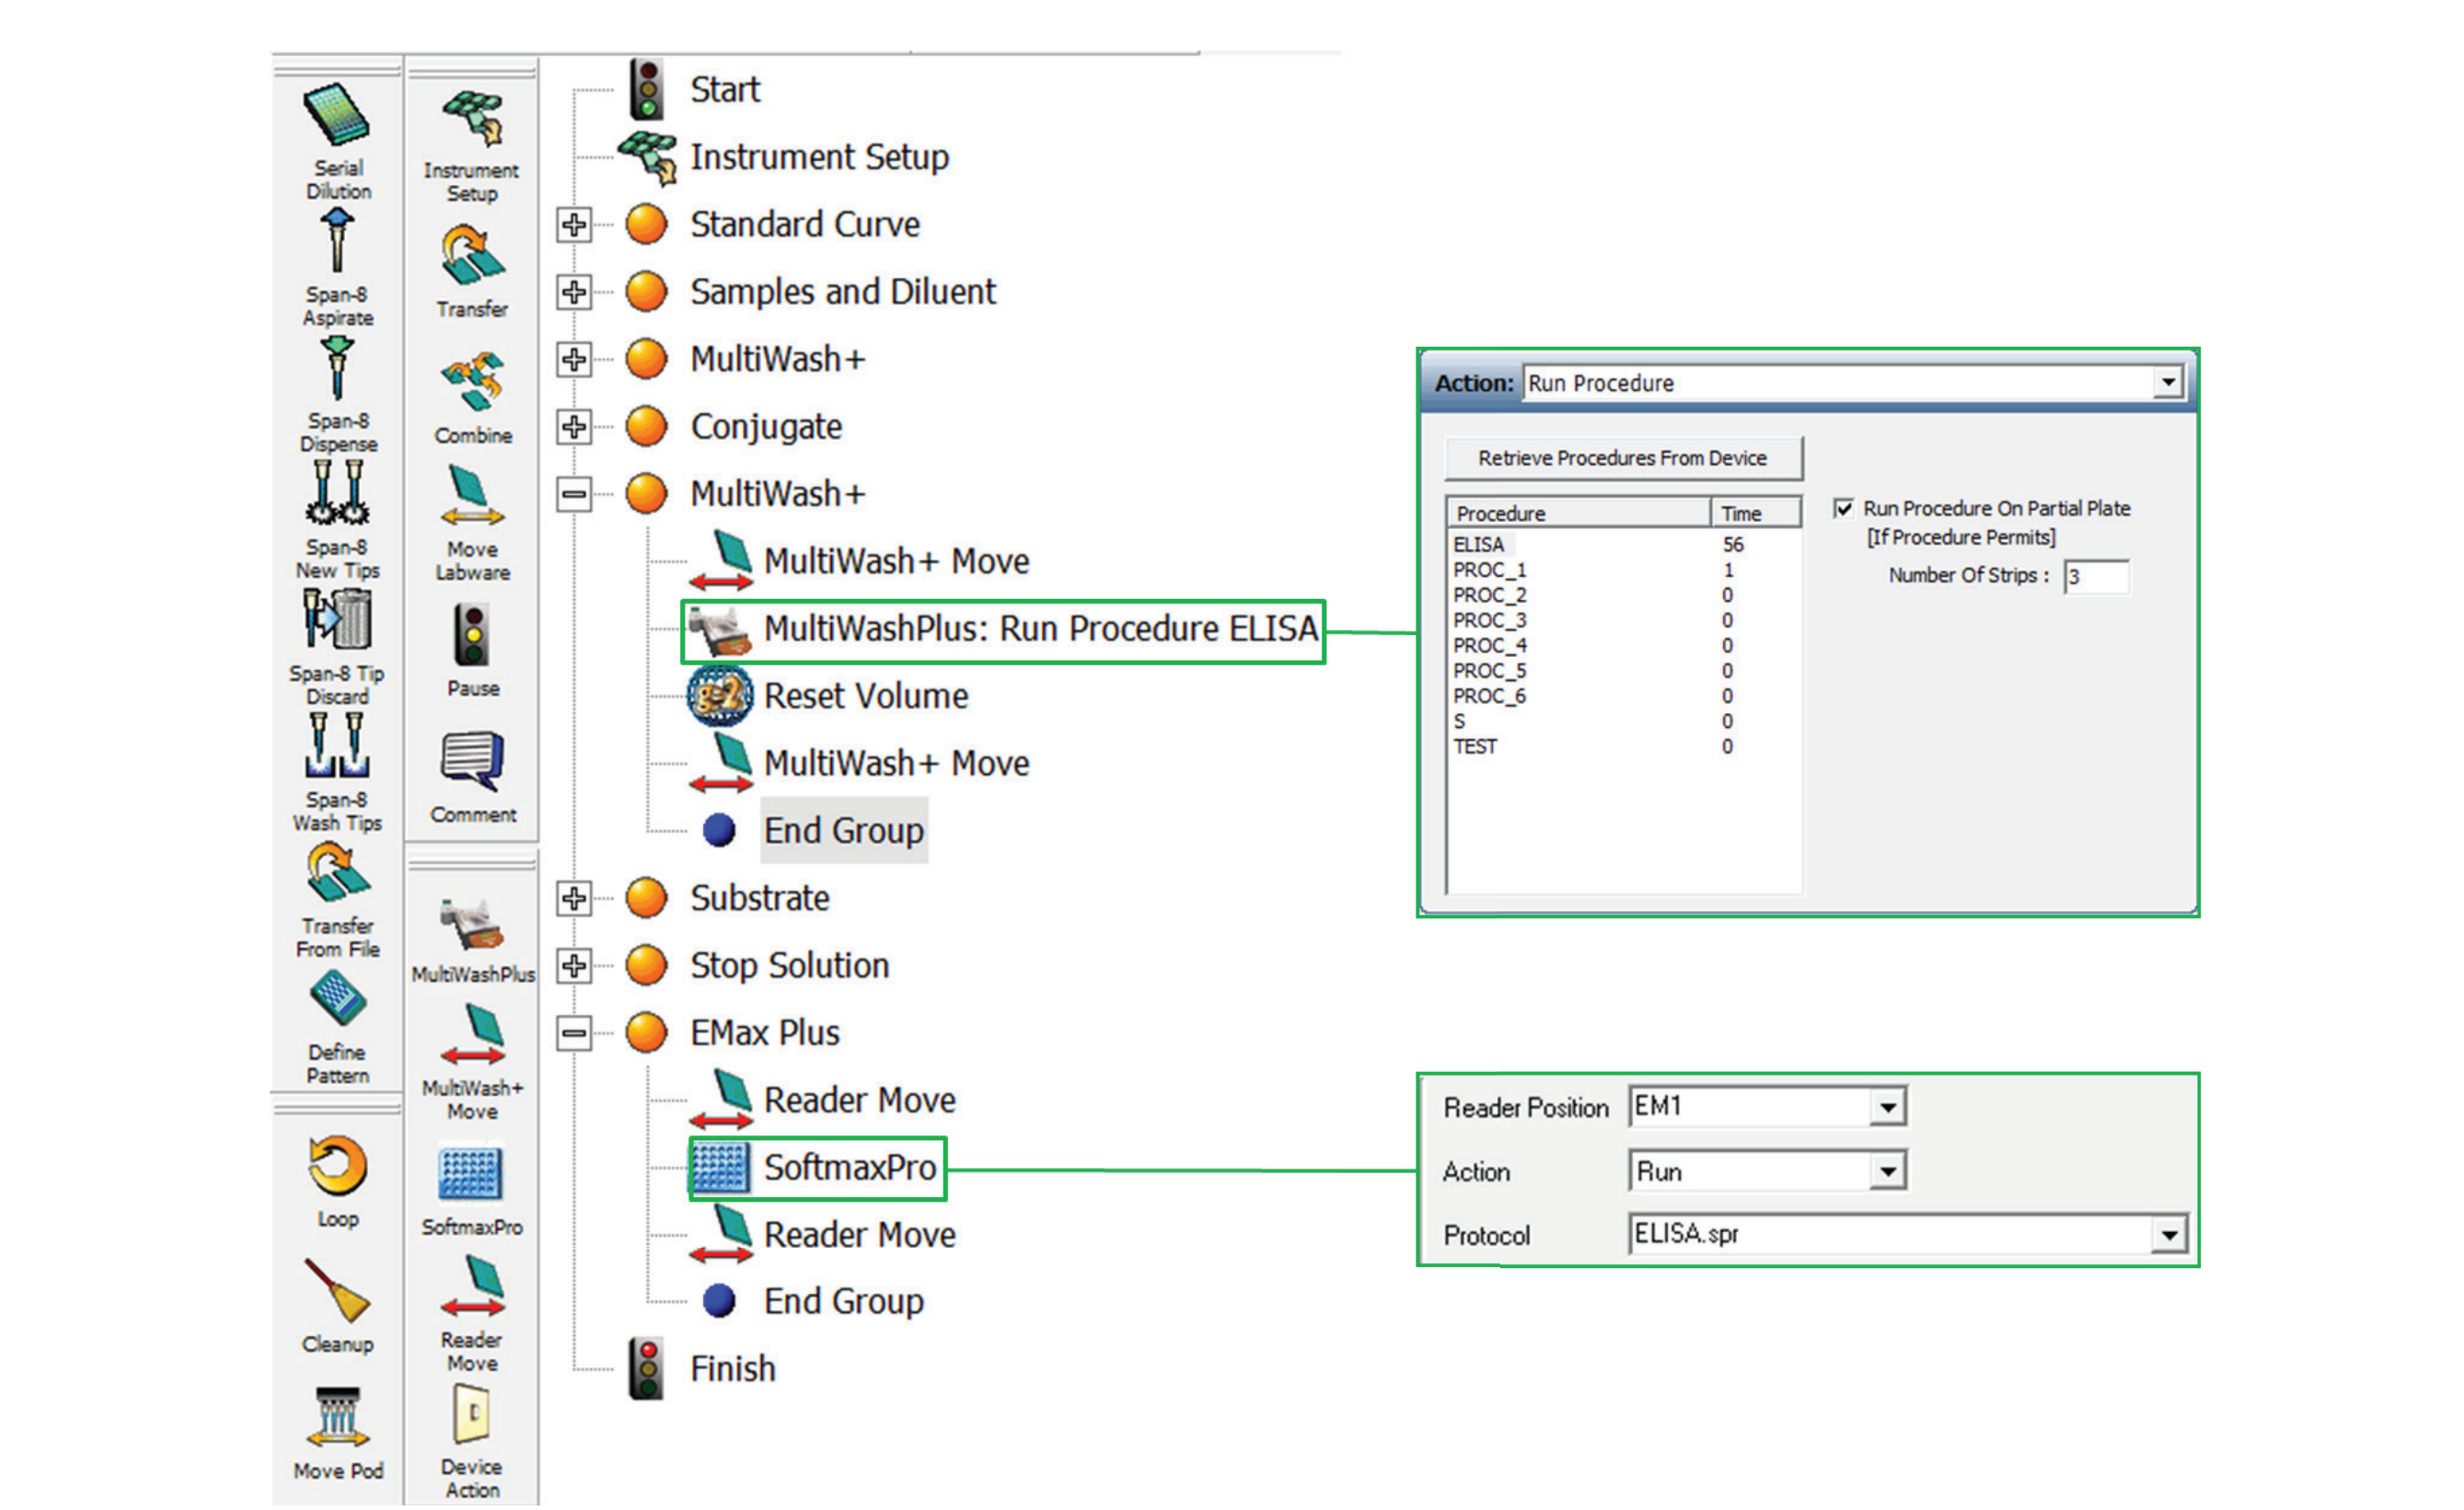 Serial
Dilution
Span-8
Aspirate
Span-8
Dispense
Span-8
New Tips
Span-8 Tip
Discard
Span-8
Wash Tips
Transfer
From File
Define
Pattern
Loop
Cleanup
Move Pod
Instrument
Setup
Transfer
Combine
Move
Labware
Pause
Comment
MultiWashPlus
MultiWash+
Move
SoftmaxPro
Reader
Move
Device
Action
Start
Instrument Setup
Standard Curve
Samples and Diluent
MultiWash+
Conjugate
MultiWash+
MultiWash+ Move
MultiWashPlus: Run Procedure ELISA
Reset Volume
MultiWash+ Move
End Group
Substrate
Stop Solution
EMax Plus
Reader Move
SoftmaxPro
Reader Move
End Group
Finish
Action: Run Procedure
Retrieve Procedures From Device
Procedure Time
ELISA 56
PROC_1 1
PROC_2 0
PROC_3 0
PROC_4 0
PROC_5 0
PROC_6 0
S 0
TEST 0
Run Procedure On Partial Plate
[If Procedure Permits]
Number Of Strips : 3
Reader Position EM1
Action Run
Protocol ELISA.spr